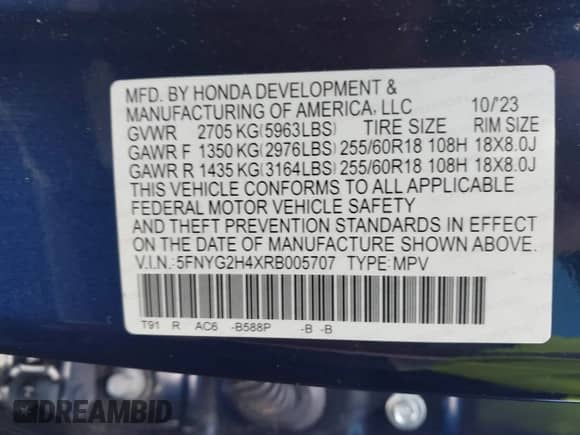 MFD. BY HONDA DEVELOPMENT &
MANUFACTURING OF AMERICA, LLC 10/'23
GVWR 2705 KG(5963LBS) TIRE SIZE RIM SIZE
GAWR F 1350 KG(2976LBS) 255/60R18 108H 18X8.0J
GAWR R 1435 KG(3164LBS) 255/60R18 108H 18X8.0J
THIS VEHICLE CONFORMS TO ALL APPLICABLE
FEDERAL MOTOR VEHICLE SAFETY
AND THEFT PREVENTION STANDARDS IN EFFECT
ON THE DATE OF MANUFACTURE SHOWN ABOVE.
V.I.N.:5FNYG2H4XRB005707 TYPE:MPV
T91 R AC6 -B588P -B -B
DREAMBID